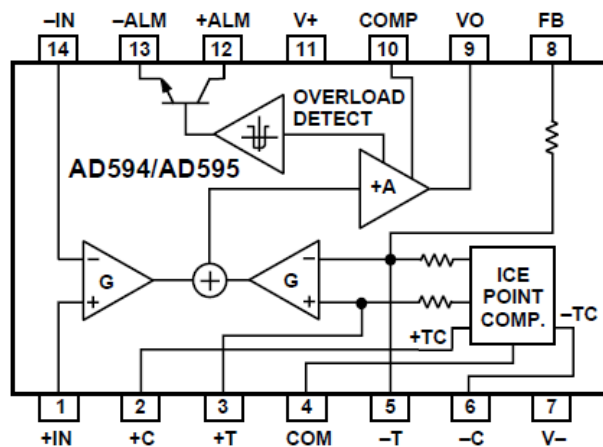 –IN –ALM +ALM V+ COMP VO FB
14 13 12 11 10 9 8
OVERLOAD
DETECT
AD594/AD595
+A
– –
G + G
+ +
ICE
POINT
COMP.
–TC
+TC
1 2 3 4 5 6 7
+IN +C +T COM –T –C V–